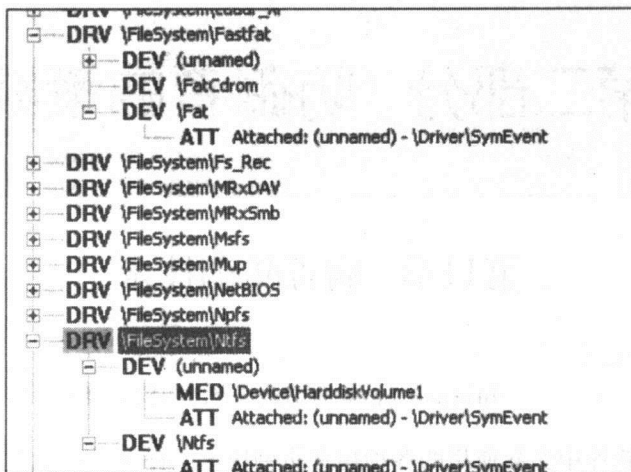 DRV \FileSystem\Fastfat
DEV (unnamed)
DEV \FatCdrom
DEV \Fat
ATT Attached: (unnamed) - \Driver\SymEvent
DRV \FileSystem\Fs_Rec
DRV \FileSystem\MRxDAV
DRV \FileSystem\MRxSmb
DRV \FileSystem\Msfs
DRV \FileSystem\Mup
DRV \FileSystem\NetBIOS
DRV \FileSystem\Npfs
DRV \FileSystem\Ntfs
DEV (unnamed)
MED \Device\HarddiskVolume1
ATT Attached: (unnamed) - \Driver\SymEvent
DEV \Ntfs
ATT Attached: (unnamed) - \Driver\SymEvent